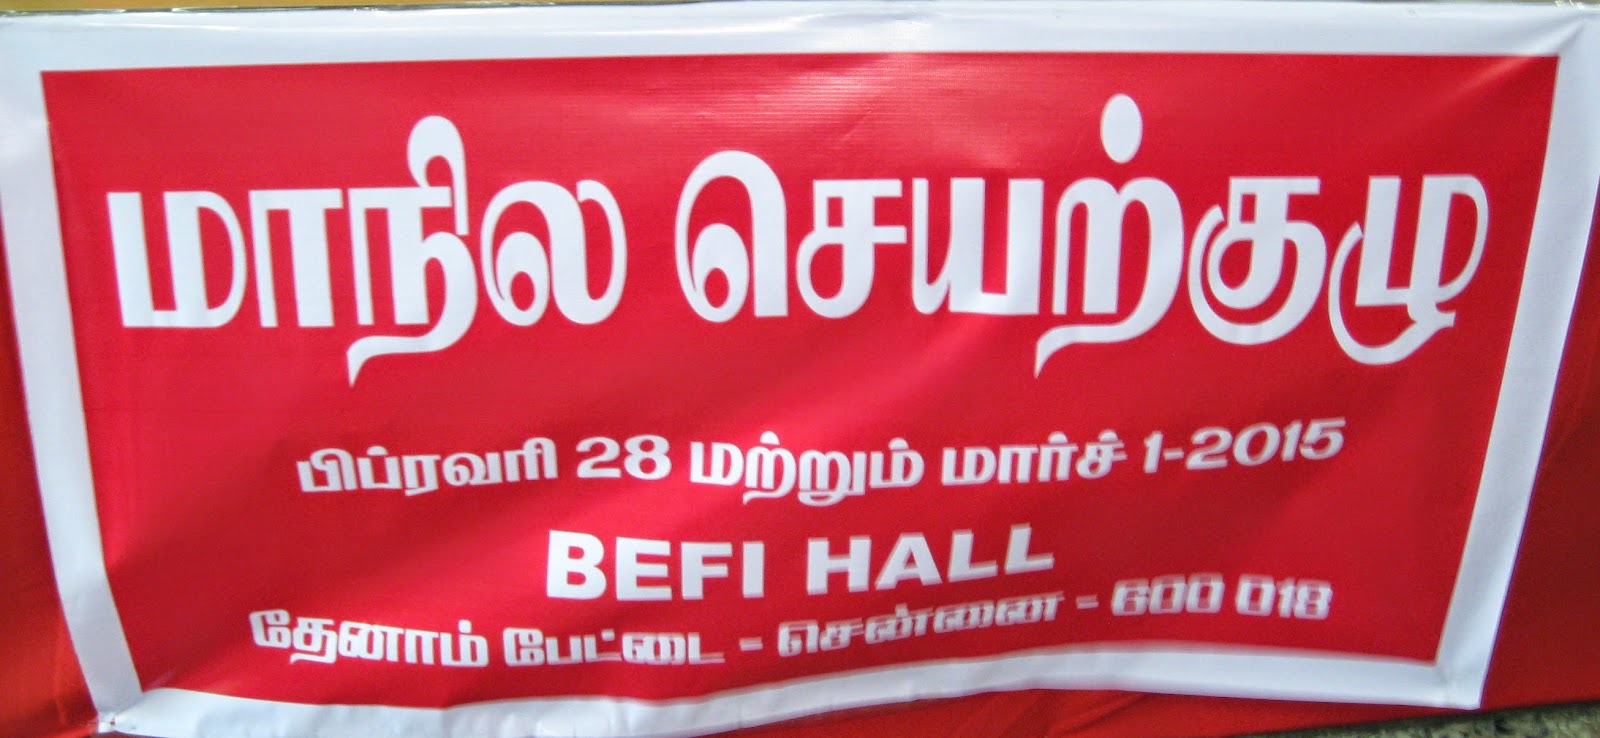 மாநில செயற்குழு
பிப்ரவரி 28 மற்றும் மார்ச் 1-2015
BEFI HALL
தேனாம் பேட்டை - சென்னை - 600 018